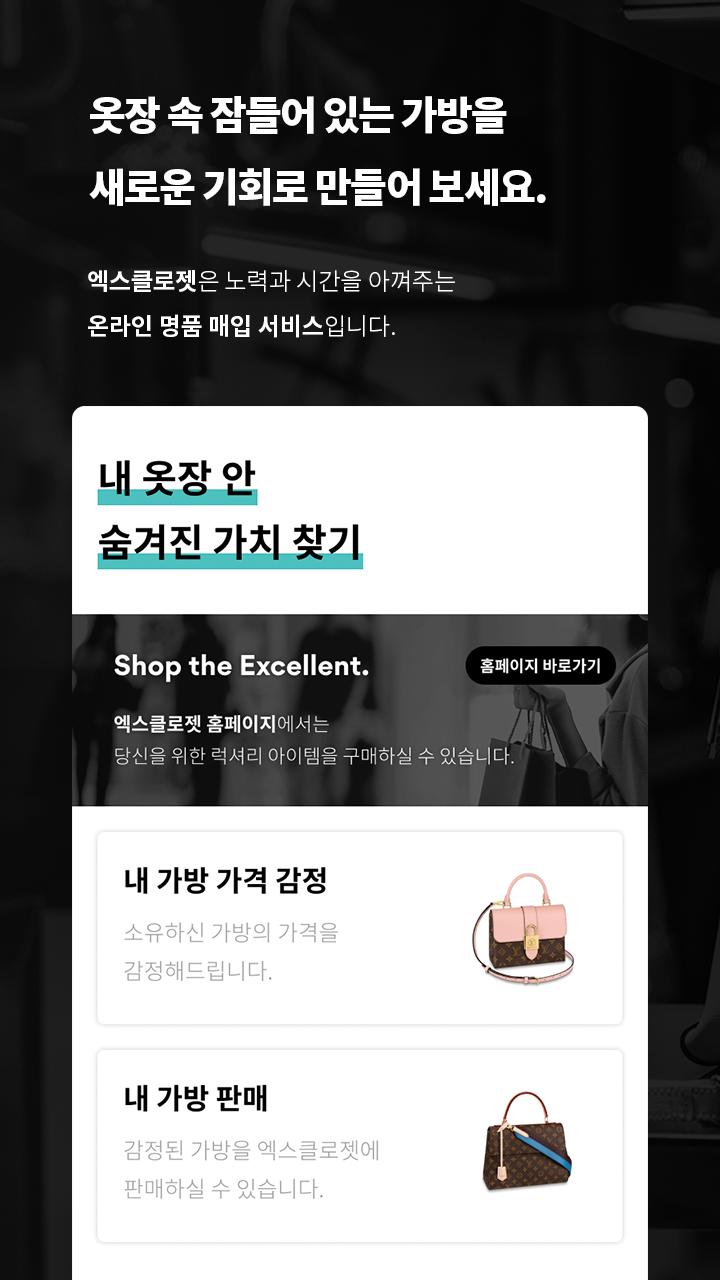 옷장 속 잠들어 있는 가방을
새로운 기회로 만들어 보세요.
엑스클로젯은 노력과 시간을 아껴주는
온라인 명품 매입 서비스입니다.
내 옷장 안
숨겨진 가치 찾기
Shop the Excellent.
홈페이지 바로가기
엑스클로젯 홈페이지에서는
당신을 위한 럭셔리 아이템을 구매하실 수 있습니다.
내 가방 가격 감정
소유하신 가방의 가격을
감정해드립니다.
내 가방 판매
감정된 가방을 엑스클로젯에
판매하실 수 있습니다.